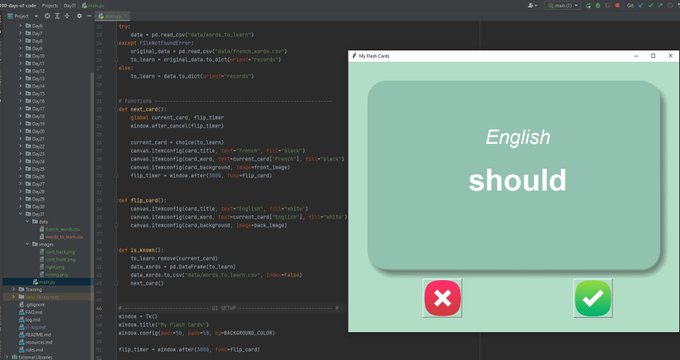 100-days-of-code
Projects
Day31
main.py
main (1)
Git:
Project
main.py
Day6
Day7
Day8
Day9
Day10
Day11
Day12
Day13
Day14
Day15
Day16
Day17
Day18
Day19
Day20
Day21
Day22
Day23
Day24
Day25
Day26
Day27
Day28
Day29
Day30
Day31
data
french_words.csv
words_to_learn.csv
images
card_back.png
card_front.png
right.png
wrong.png
main.py
Training
venv
.gitignore
FAQ.md
log.md
r1-log.md
README.md
resources.md
rules.md
External Libraries
try:
data = pd.read_csv("data/words_to_learn")
except FileNotFoundError:
original_data = pd.read_csv("data/french_words.csv")
to_learn = original_data.to_dict(orient="records")
else:
to_learn = data.to_dict(orient="records")
# Functions
def next_card():
global current_card, flip_timer
window.after_cancel(flip_timer)
current_card = choice(to_learn)
canvas.itemconfig(card_title, text="French", fill="black")
canvas.itemconfig(card_word, text=current_card["French"], fill="black")
canvas.itemconfig(card_background, image=front_image)
flip_timer = window.after(3000, func=flip_card)
def flip_card():
canvas.itemconfig(card_title, text="English", fill="white")
canvas.itemconfig(card_word, text=current_card["English"], fill="white")
canvas.itemconfig(card_background, image=back_image)
def is_known():
to_learn.remove(current_card)
data_words = pd.DataFrame(to_learn)
data_words.to_csv("data/words_to_learn.csv", index=False)
next_card()
# UI SETUP #
window = Tk()
window.title("My Flash Cards")
window.config(padx=50, pady=50, bg=BACKGROUND_COLOR)
flip_timer = window.after(3000, func=flip_card)
My Flash Cards
English
should